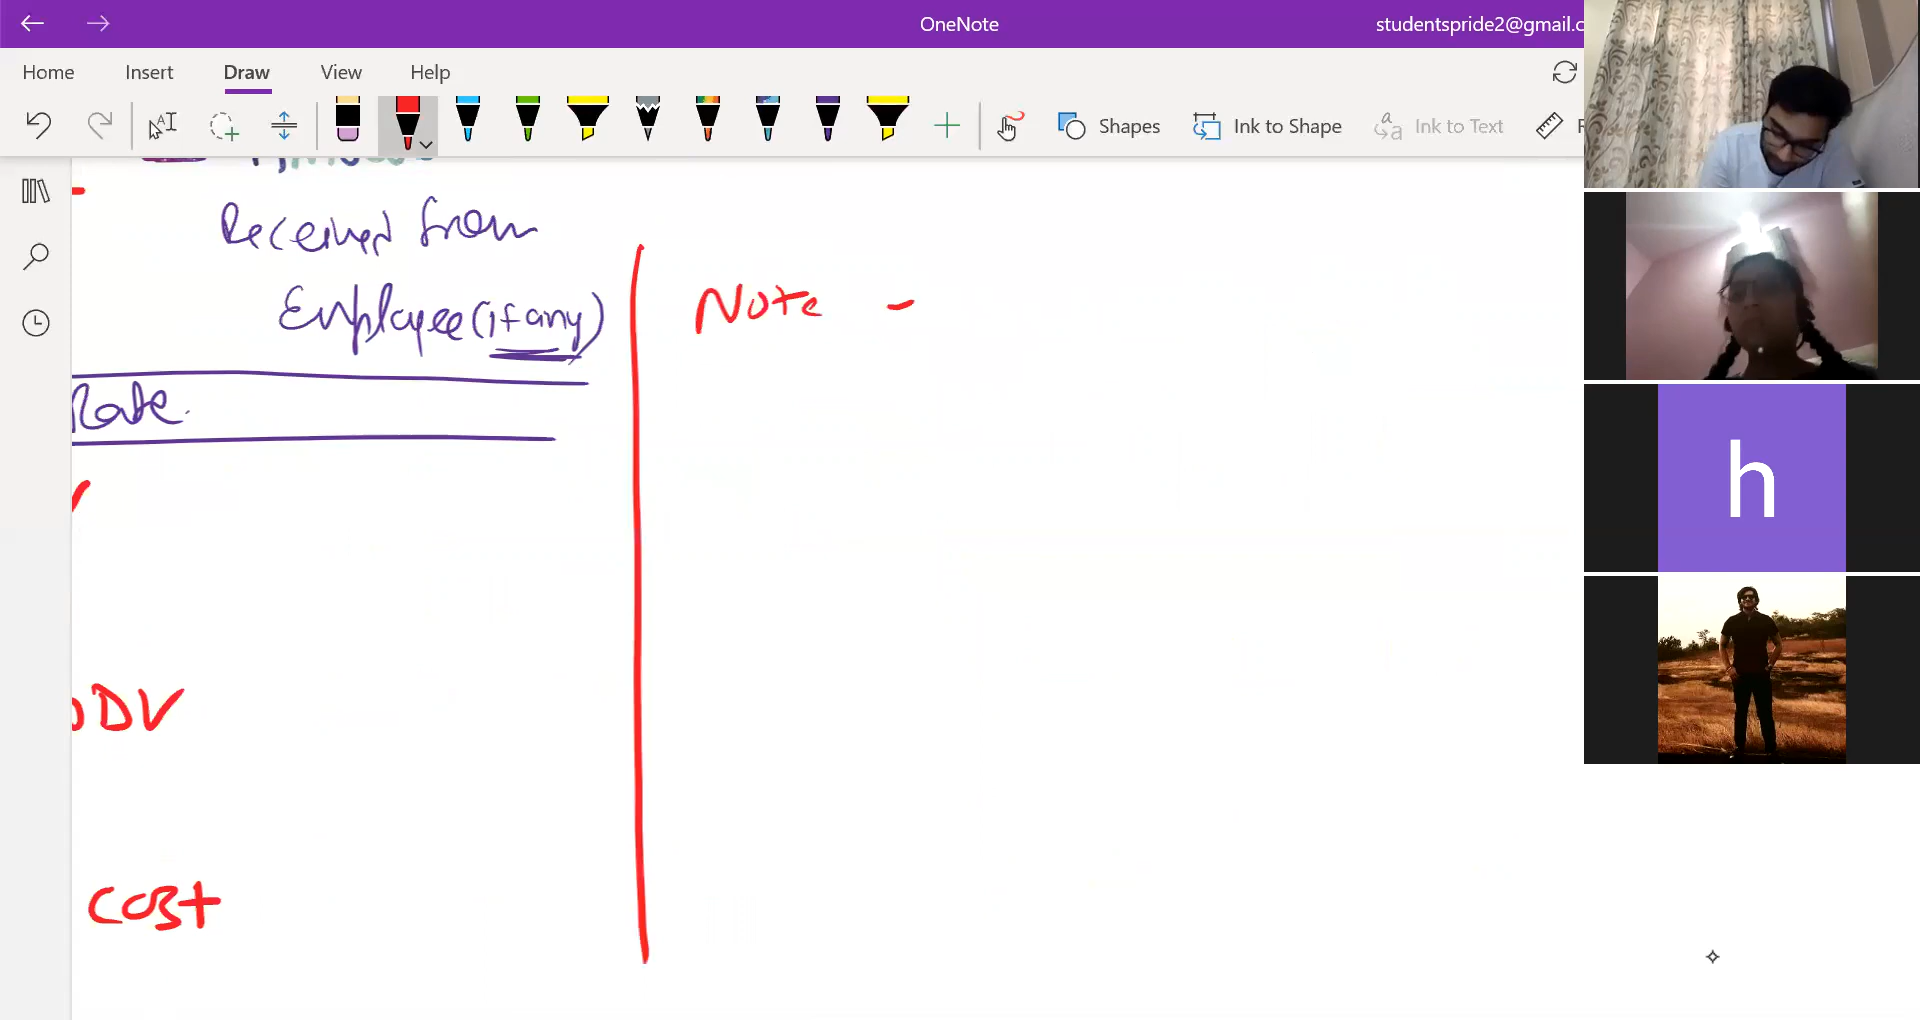 OneNote
studentspride2@gmail.c
Home Insert Draw View Help
Shapes Ink to Shape Ink to Text R
Received from
Employee (if any)
Rate.
Note -
DV
Cost
h